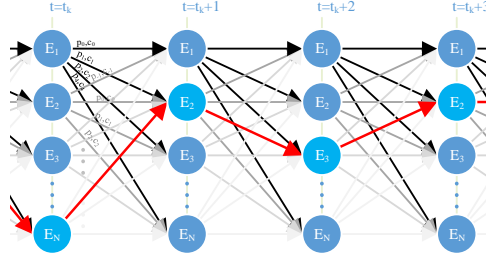 t=tk t=tk+1 t=tk+2 t=tk+3
E1 E1 E1 E1
p0,c0
p1,c1
E2 E2 E2 E2
E3 E3 E3 E3
EN EN EN EN